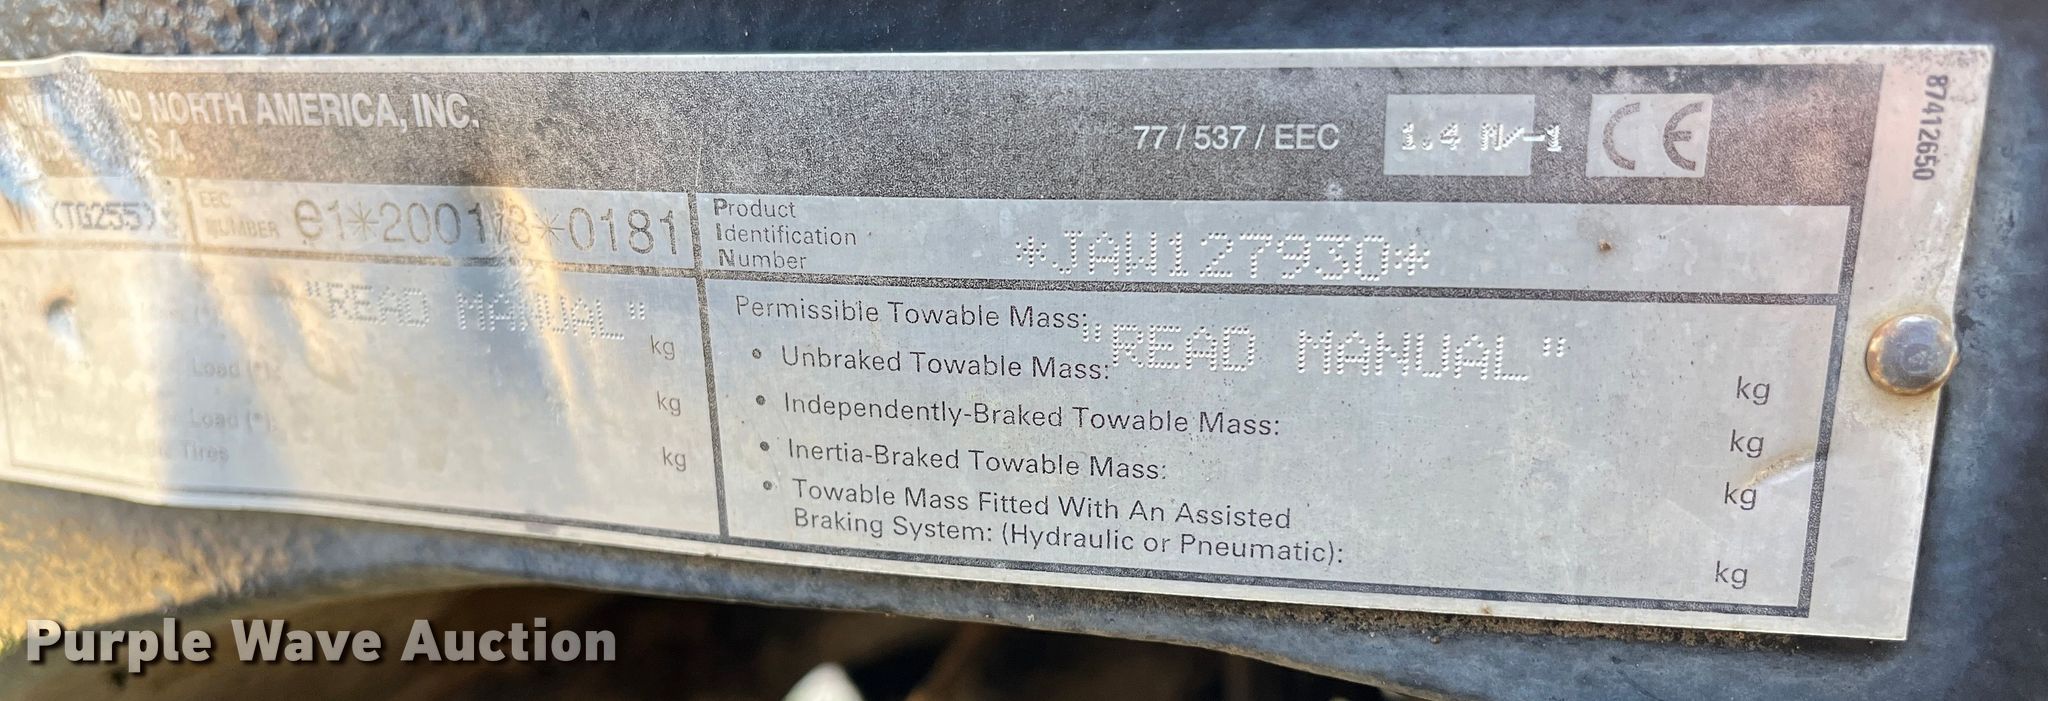 NORTH AMERICA, INC.
77 / 537 / EEC
1.4 m-1
CE
87412650
(TG255)
EEC
NUMBER
e1*2001/3*0181
Product
Identification
Number
*JAW127930*
"READ MANUAL"
kg
Load (*):
kg
Load (*):
kg
Tires
Permissible Towable Mass:
"READ MANUAL"
• Unbraked Towable Mass:
kg
• Independently-Braked Towable Mass:
kg
• Inertia-Braked Towable Mass:
kg
• Towable Mass Fitted With An Assisted
Braking System: (Hydraulic or Pneumatic):
kg
Purple Wave Auction